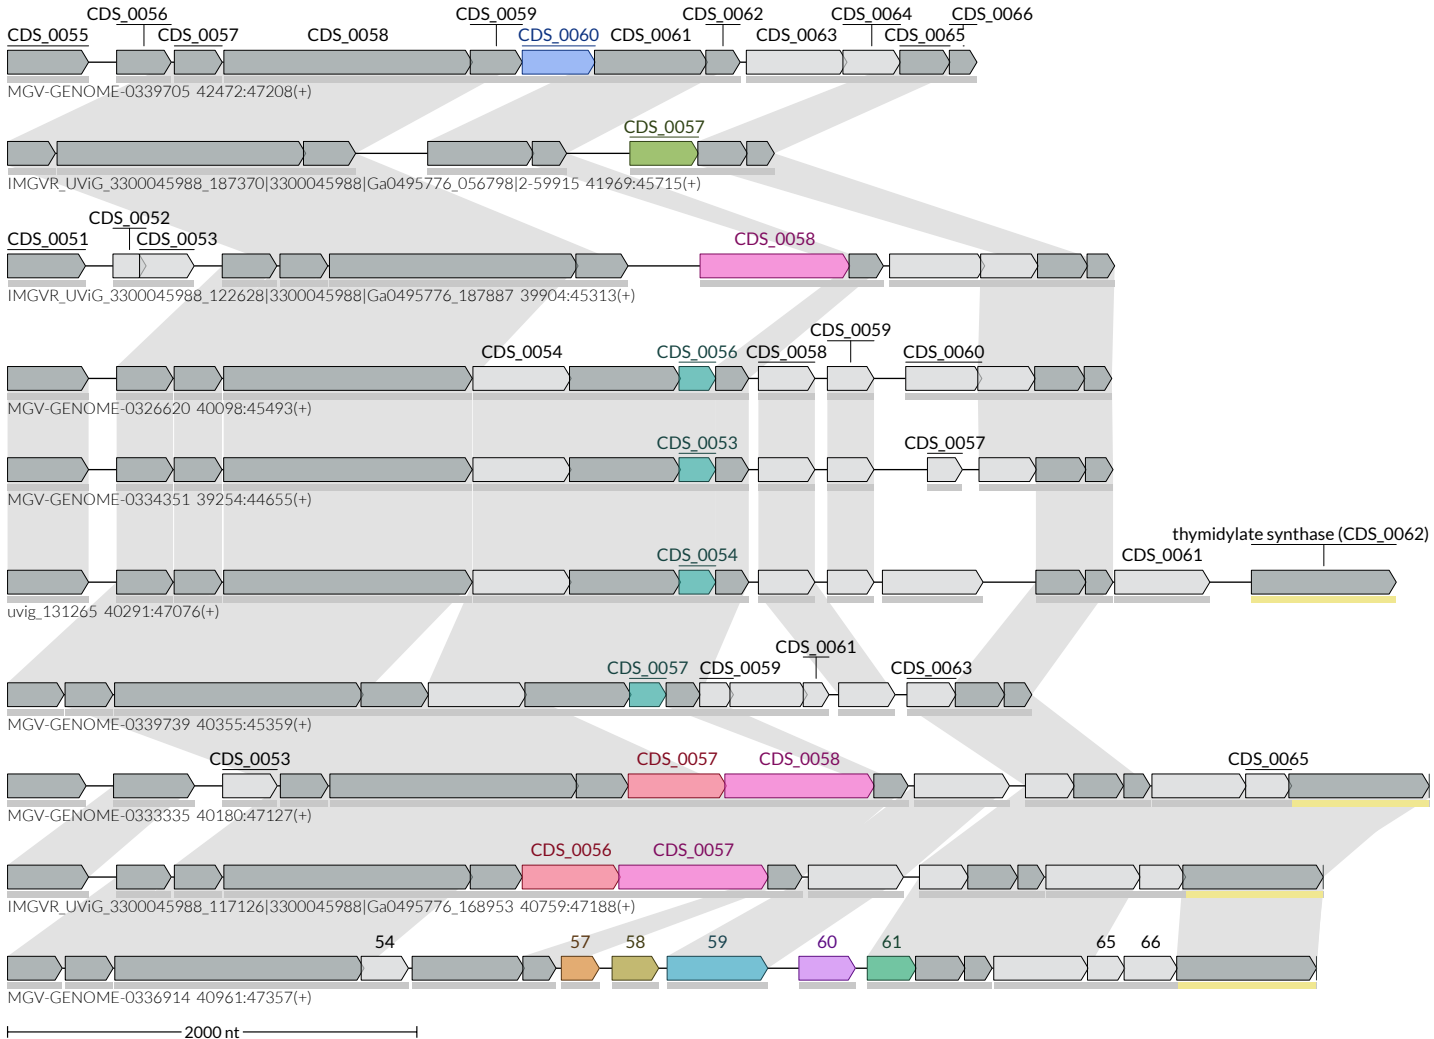 CDS_0056 CDS_0059 CDS_0062 CDS_0064 CDS_0066
CDS_0055 CDS_0057 CDS_0058 CDS_0060 CDS_0061 CDS_0063 CDS_0065
MGV-GENOME-0339705 42472:47208(+)
CDS_0057
IMGVR_UViG_3300045988_187370|3300045988|Ga0495776_056798|2-59915 41969:45715(+)
CDS_0052
CDS_0051 CDS_0053 CDS_0058
IMGVR_UViG_3300045988_122628|3300045988|Ga0495776_187887 39904:45313(+)
CDS_0059
CDS_0054 CDS_0056 CDS_0058 CDS_0060
MGV-GENOME-0326620 40098:45493(+)
CDS_0053 CDS_0057
MGV-GENOME-0334351 39254:44655(+)
thymidylate synthase (CDS_0062)
CDS_0054 CDS_0061
uvig_131265 40291:47076(+)
CDS_0061
CDS_0057 CDS_0059 CDS_0063
MGV-GENOME-0339739 40355:45359(+)
CDS_0053 CDS_0057 CDS_0058 CDS_0065
MGV-GENOME-0333335 40180:47127(+)
CDS_0056 CDS_0057
IMGVR_UViG_3300045988_117126|3300045988|Ga0495776_168953 40759:47188(+)
54 57 58 59 60 61 65 66
MGV-GENOME-0336914 40961:47357(+)
2000 nt